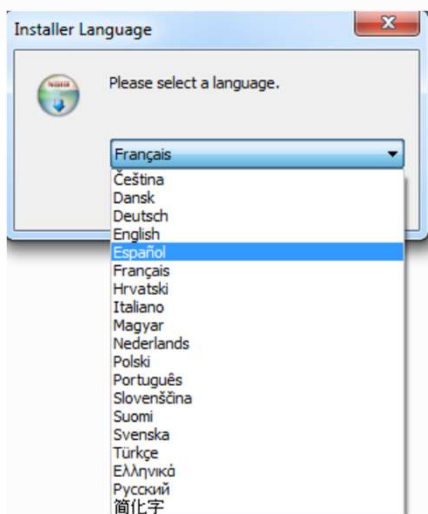 Installer Language
Please select a language.
Français
Čeština
Dansk
Deutsch
English
Español
Français
Hrvatski
Italiano
Magyar
Nederlands
Polski
Português
Slovenščina
Suomi
Svenska
Türkçe
Ελληνικά
Русский
简化字